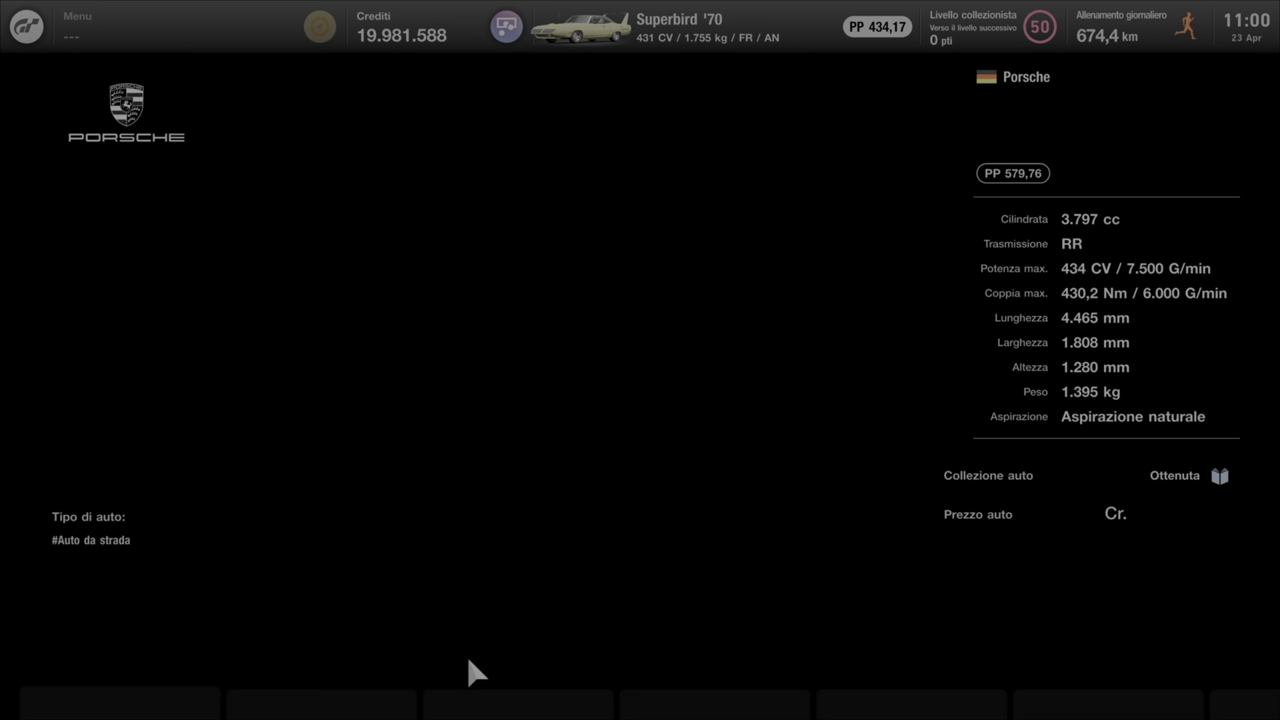 Menu
---
Crediti
19.981.588
Superbird '70
431 CV / 1.755 kg / FR / AN
PP 434,17
Livello collezionista
Verso il livello successivo
0 pti
50
Allenamento giornaliero
674,4 km
11:00
23 Apr
PORSCHE
Porsche
PP 579,76
Cilindrata 3.797 cc
Trasmissione RR
Potenza max. 434 CV / 7.500 G/min
Coppia max. 430,2 Nm / 6.000 G/min
Lunghezza 4.465 mm
Larghezza 1.808 mm
Altezza 1.280 mm
Peso 1.395 kg
Aspirazione Aspirazione naturale
Collezione auto Ottenuta
Prezzo auto Cr.
Tipo di auto:
#Auto da strada